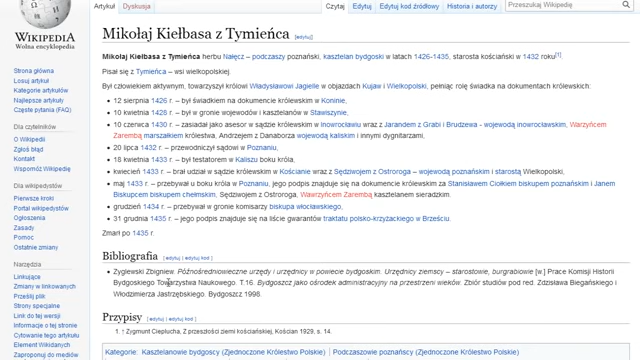 WIKIPEDIA
Wolna encyklopedia
Strona główna
Losuj artykuł
Kategorie artykułów
Najlepsze artykuły
Częste pytania (FAQ)
Dla czytelników
O Wikipedii
Zgłoś błąd
Kontakt
Wspomóż Wikipedię
Dla wikipedystów
Pierwsze kroki
Portal wikipedystów
Ogłoszenia
Zasady
Pomoc
Ostatnie zmiany
Narzędzia
Linkujące
Zmiany w linkowanych
Prześlij plik
Strony specjalne
Link do tej wersji
Informacje o tej stronie
Cytowanie tego artykułu
Element Wikidanych
Zaproponuj do mediów
Artykuł Dyskusja Czytaj Edytuj Edytuj kod źródłowy Historia i autorzy Przeszukaj Wikipedię
Mikołaj Kiełbasa z Tymieńca [edytuj]
Mikołaj Kiełbasa z Tymieńca herbu Nałęcz – podczaszy poznański, kasztelan bydgoski w latach 1426-1435, starosta kościański w 1432 roku[1].
Pisał się z Tymieńca – wsi wielkopolskiej.
Był człowiekiem aktywnym, towarzyszył królowi Władysławowi Jagielle w objazdach Kujaw i Wielkopolski, pełniąc rolę świadka na dokumentach królewskich:
• 12 sierpnia 1426 r. – był świadkiem na dokumencie królewskim w Koninie,
• 10 kwietnia 1428 r. – był w gronie wojewodów i kasztelanów w Stawiszynie,
• 10 czerwca 1430 r. – zasiadał jako asesor w sądzie królewskim w Inowrocławiu wraz z Jarandem z Grabi i Brudzewa - wojewodą inowrocławskim, Warzyńcem
Zarembą marszałkiem królestwa, Andrzejem z Danaborza wojewodą kaliskim i innymi dygnitarzami,
• 20 lipca 1432 r. – przewodniczył sądowi w Poznaniu,
• 18 kwietnia 1433 r. – był testatorem w Kaliszu boku króla,
• kwiecień 1433 r. – brał udział w sądzie królewskim w Kościanie wraz z Sędziwojem z Ostroroga – wojewodą poznańskim i starostą Wielkopolski,
• maj 1433 r. – przebywał u boku króla w Poznaniu, jego podpis znajduje się na dokumencie królewskim za Stanisławem Ciołkiem biskupem poznańskim i Janem
Biskupcem biskupem chełmskim, Sędziwojem z Ostroroga, Wawrzyńcem Zarembą kasztelanem sieradzkim.
• grudzień 1434 r. – przebywał w gronie komisarzy biskupa włocławskiego,
• 31 grudnia 1435 r. – jego podpis znajduje się na liście gwarantów traktatu polsko-krzyżackiego w Brześciu.
Zmarł po 1435 r.
Bibliografia [ edytuj | edytuj kod ]
• Zyglewski Zbigniew. Późnośredniowieczne urzędy i urzędnicy w powiecie bydgoskim. Urzędnicy ziemscy – starostowie, burgrabiowie [w.] Prace Komisji Historii
Bydgoskiego Towarzystwa Naukowego. T.16. Bydgoszcz jako ośrodek administracyjny na przestrzeni wieków. Zbiór studiów pod red. Zdzisława Biegańskiego i
Włodzimierza Jastrzębskiego. Bydgoszcz 1998.
Przypisy [ edytuj | edytuj kod ]
1. ↑ Zygmunt Cieplucha, Z przeszłości ziemi kościańskiej, Kościan 1929, s. 14.
Kategorie: Kasztelanowie bydgoscy (Zjednoczone Królestwo Polskie) | Podczaszowie poznańscy (Zjednoczone Królestwo Polskie)